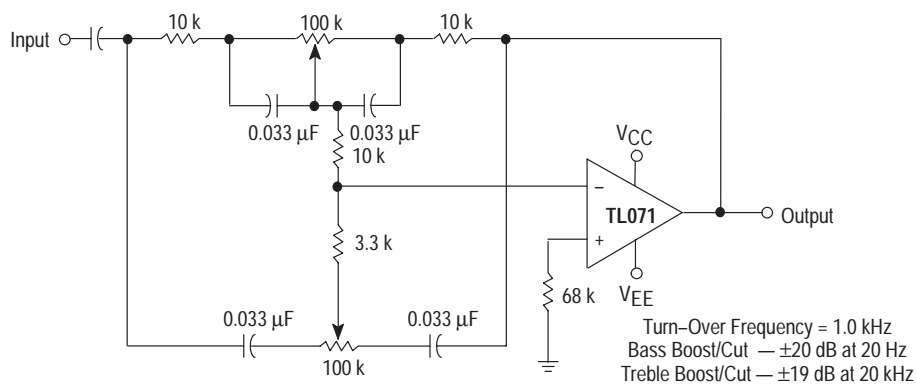 10 k
100 k
10 k
Input
0.033 µF
0.033 µF
10 k
VCC
–
TL071
Output
+
3.3 k
68 k
VEE
0.033 µF
0.033 µF
100 k
Turn–Over Frequency = 1.0 kHz
Bass Boost/Cut — ±20 dB at 20 Hz
Treble Boost/Cut — ±19 dB at 20 kHz